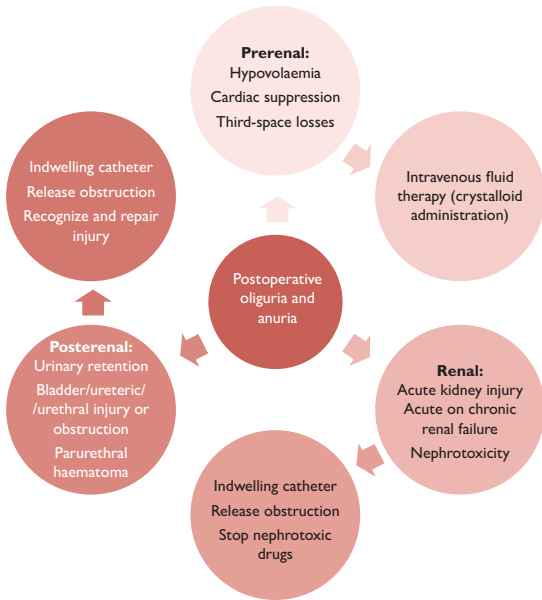 Prerenal:
Hypovolaemia
Cardiac suppression
Third-space losses
Intravenous fluid
therapy (crystalloid
administration)
Indwelling catheter
Release obstruction
Recognize and repair
injury
Postoperative
oliguria and
anuria
Posterenal:
Urinary retention
Bladder/ureteric/
/urethral injury or
obstruction
Parurethral
haematoma
Renal:
Acute kidney injury
Acute on chronic
renal failure
Nephrotoxicity
Indwelling catheter
Release obstruction
Stop nephrotoxic
drugs